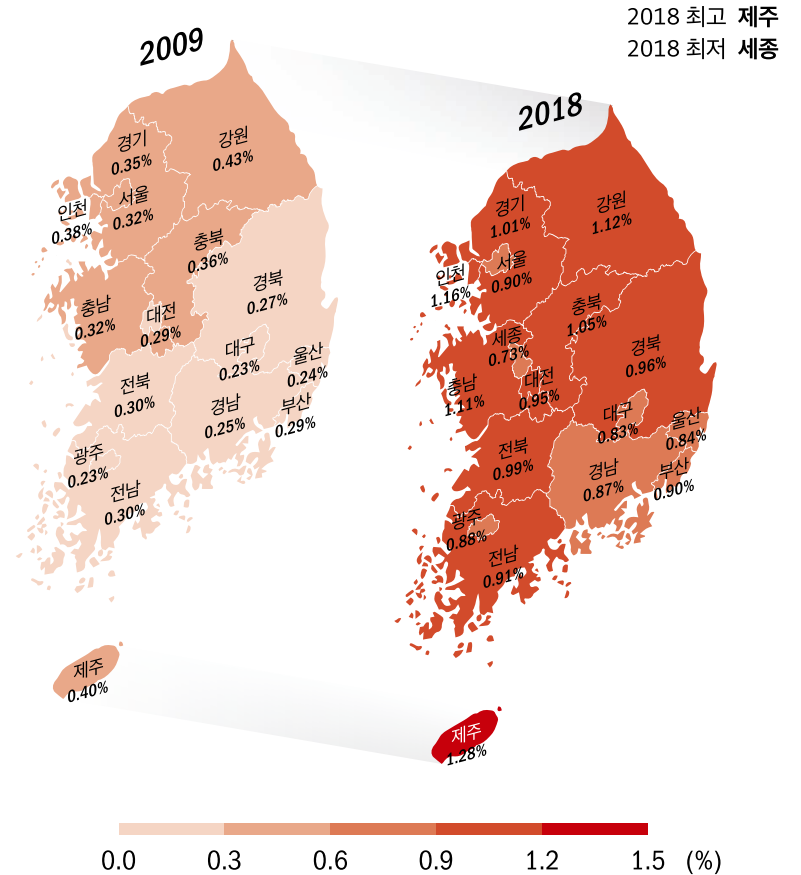 2018 최고 제주
2018 최저 세종
2009
경기
0.35%
강원
0.43%
서울
0.32%
인천
0.38%
충북
0.36%
경북
0.27%
충남
0.32%
대전
0.29%
대구
0.23%
울산
0.24%
전북
0.30%
경남
0.25%
부산
0.29%
광주
0.23%
전남
0.30%
제주
0.40%
2018
경기
1.01%
강원
1.12%
서울
0.90%
인천
1.16%
충북
1.05%
세종
0.73%
경북
0.96%
충남
1.11%
대전
0.95%
대구
0.83%
울산
0.84%
전북
0.99%
경남
0.87%
부산
0.90%
광주
0.88%
전남
0.91%
제주
1.28%
0.0 0.3 0.6 0.9 1.2 1.5 (%)